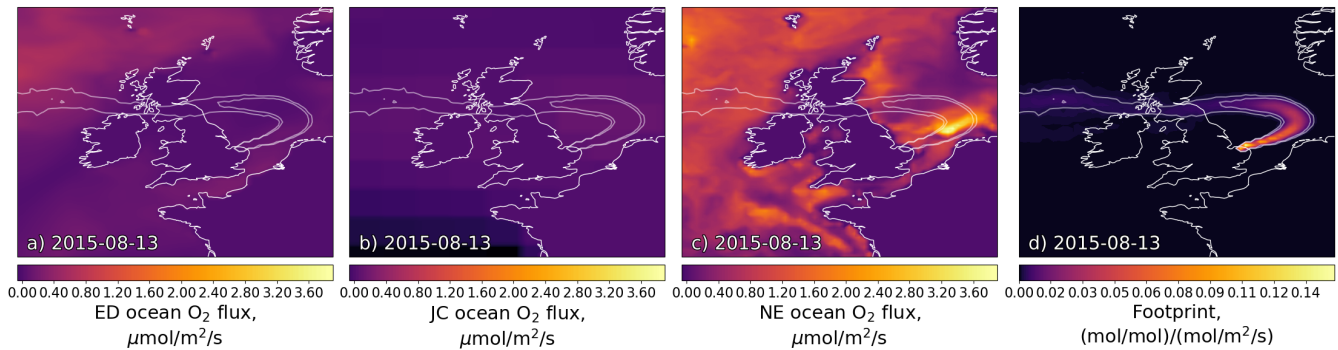 a) 2015-08-13
b) 2015-08-13
c) 2015-08-13
d) 2015-08-13
0.00 0.40 0.80 1.20 1.60 2.00 2.40 2.80 3.20 3.60
0.00 0.40 0.80 1.20 1.60 2.00 2.40 2.80 3.20 3.60
0.00 0.40 0.80 1.20 1.60 2.00 2.40 2.80 3.20 3.60
0.00 0.02 0.03 0.05 0.06 0.08 0.09 0.11 0.12 0.14
ED ocean O₂ flux,
μmol/m²/s
JC ocean O₂ flux,
μmol/m²/s
NE ocean O₂ flux,
μmol/m²/s
Footprint,
(mol/mol)/(mol/m²/s)